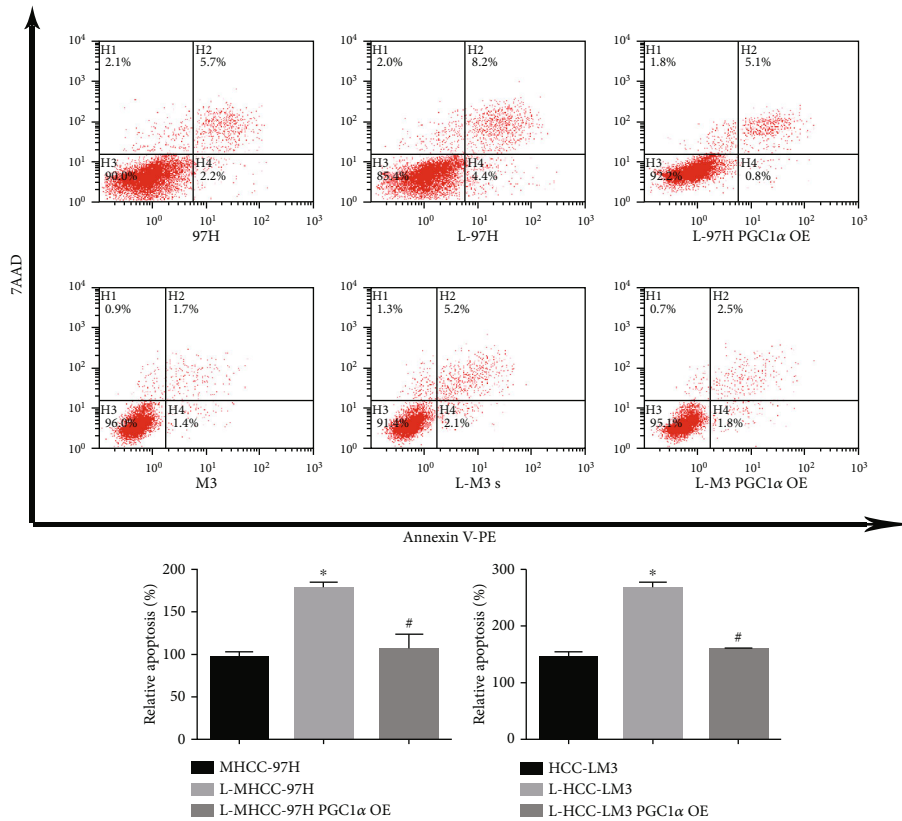 7AAD
10⁴
10³
10²
10¹
10⁰
H1
2.1%
H2
5.7%
H3
90.0%
H4
2.2%
10⁰ 10¹ 10² 10³
97H
10⁴
10³
10²
10¹
10⁰
H1
2.0%
H2
8.2%
H3
85.4%
H4
4.4%
10⁰ 10¹ 10² 10³
L-97H
10⁴
10³
10²
10¹
10⁰
H1
1.8%
H2
5.1%
H3
92.2%
H4
0.8%
10⁰ 10¹ 10² 10³
L-97H PGC1α OE
10⁴
10³
10²
10¹
10⁰
H1
0.9%
H2
1.7%
H3
96.0%
H4
1.4%
10⁰ 10¹ 10² 10³
M3
10⁴
10³
10²
10¹
10⁰
H1
1.3%
H2
5.2%
H3
91.4%
H4
2.1%
10⁰ 10¹ 10² 10³
L-M3 s
10⁴
10³
10²
10¹
10⁰
H1
0.7%
H2
2.5%
H3
95.1%
H4
1.8%
10⁰ 10¹ 10² 10³
L-M3 PGC1α OE
Annexin V-PE
Relative apoptosis (%)
200
150
100
50
0
*
#
MHCC-97H
L-MHCC-97H
L-MHCC-97H PGC1α OE
Relative apoptosis (%)
300
200
100
0
*
#
HCC-LM3
L-HCC-LM3
L-HCC-LM3 PGC1α OE